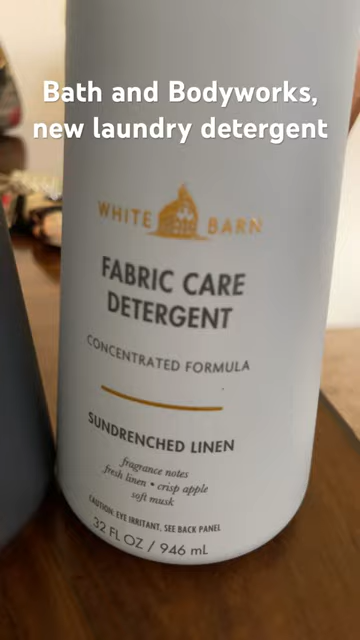 Bath and Bodyworks,
new laundry detergent
WHITE BARN
FABRIC CARE
DETERGENT
CONCENTRATED FORMULA
SUNDRENCHED LINEN
fragrance notes
fresh linen • crisp apple
soft musk
CAUTION: EYE IRRITANT, SEE BACK PANEL
32 FL OZ / 946 mL